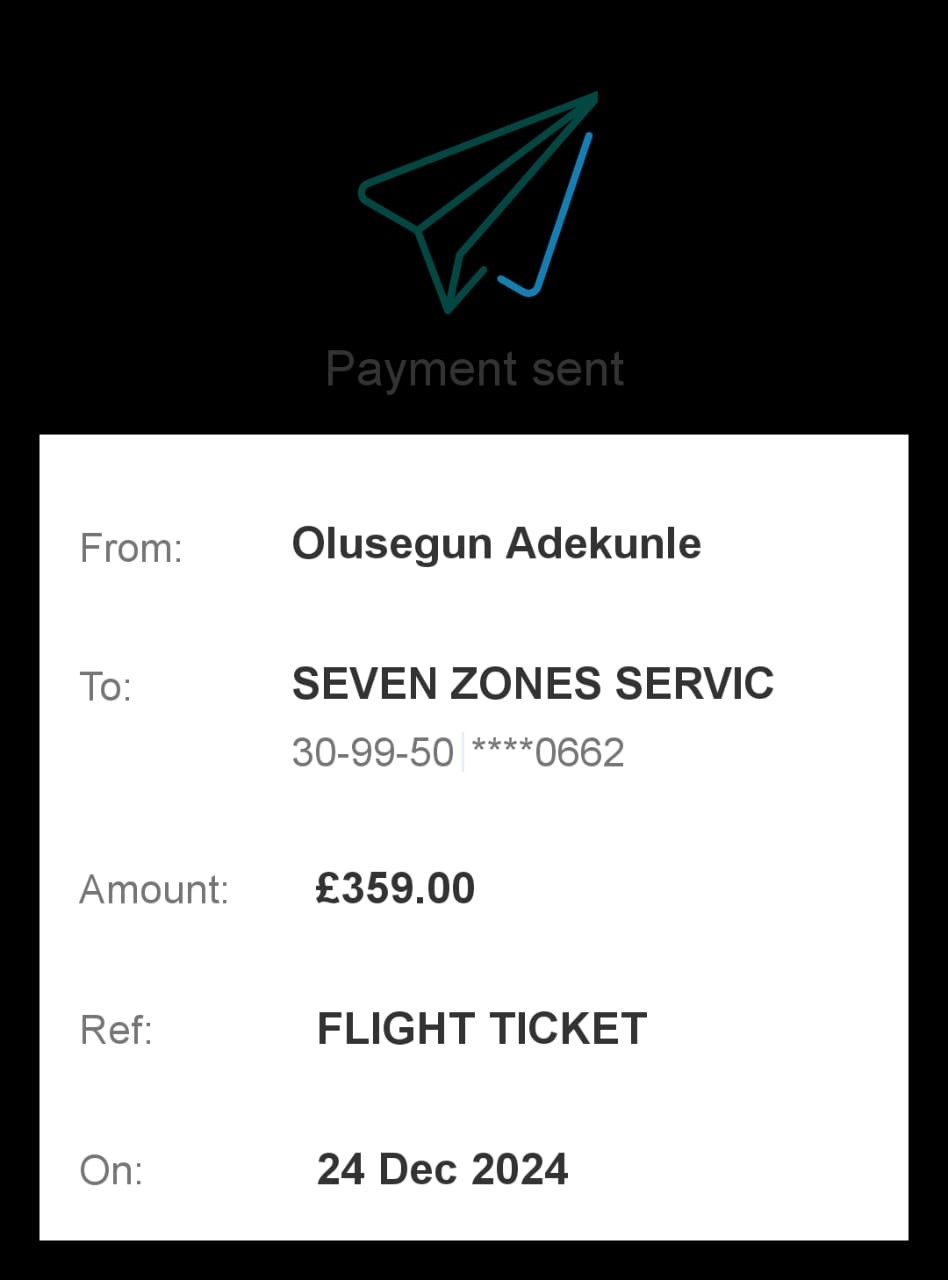 Payment sent
From: Olusegun Adekunle
To: SEVEN ZONES SERVIC
30-99-50 ****0662
Amount: £359.00
Ref: FLIGHT TICKET
On: 24 Dec 2024